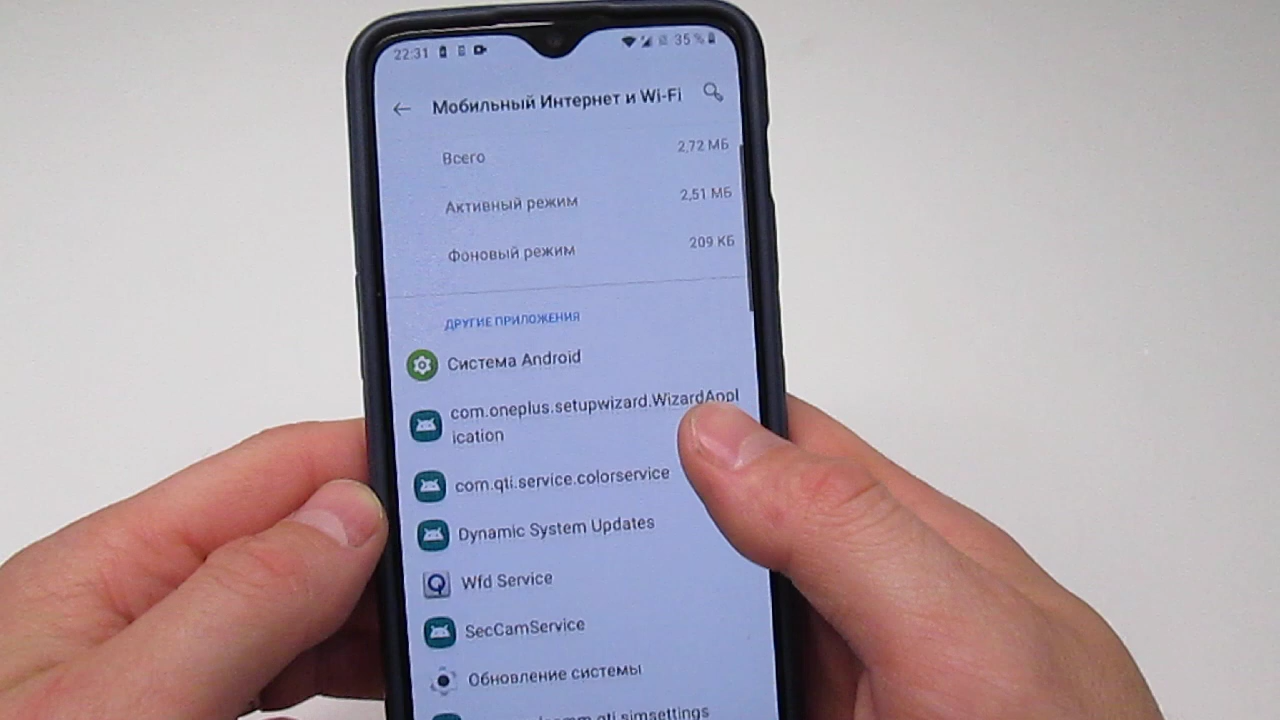 22:31
35 %
Мобильный Интернет и Wi-Fi
Всего 2,72 МБ
Активный режим 2,51 МБ
Фоновый режим 209 КБ
ДРУГИЕ ПРИЛОЖЕНИЯ
Система Android
com.oneplus.setupwizard.WizardAppl
ication
com.qti.service.colorservice
Dynamic System Updates
Wfd Service
SecCamService
Обновление системы